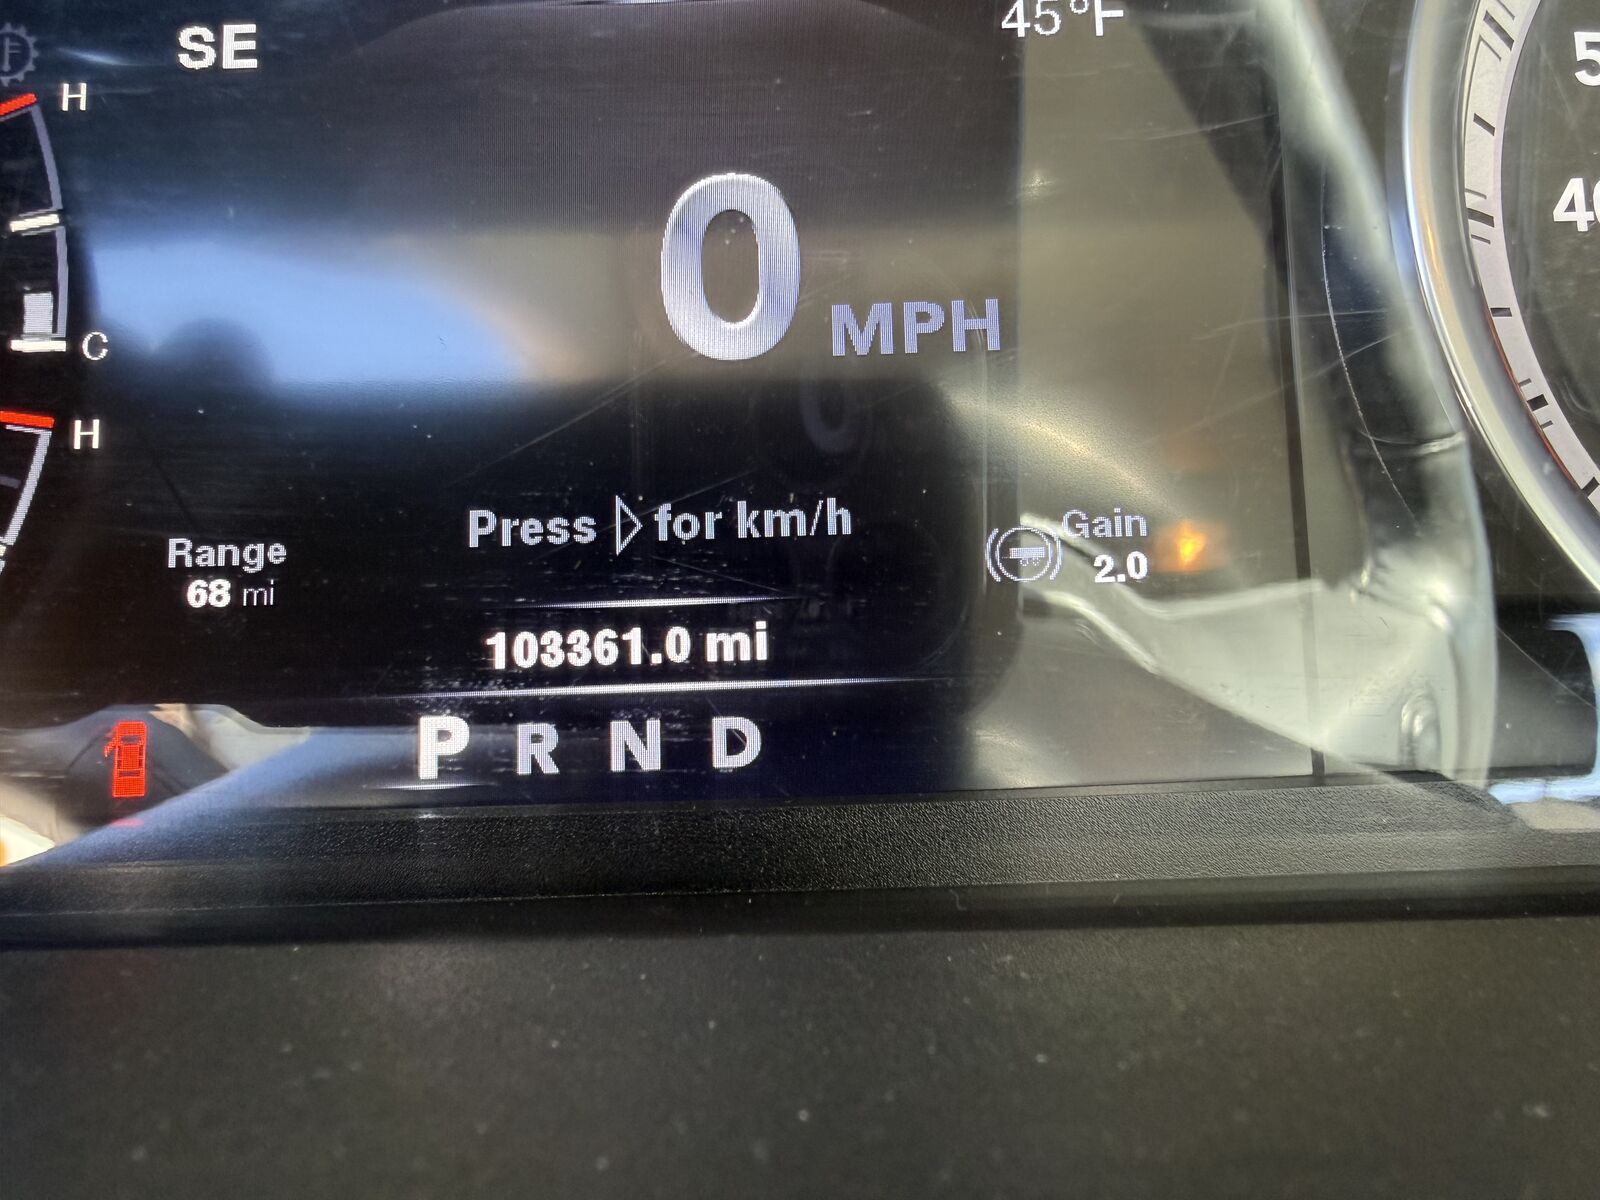 SE
45°F
H
0 MPH
C
H
Press ▷ for km/h
Gain
2.0
Range
68 mi
103361.0 mi
P R N D